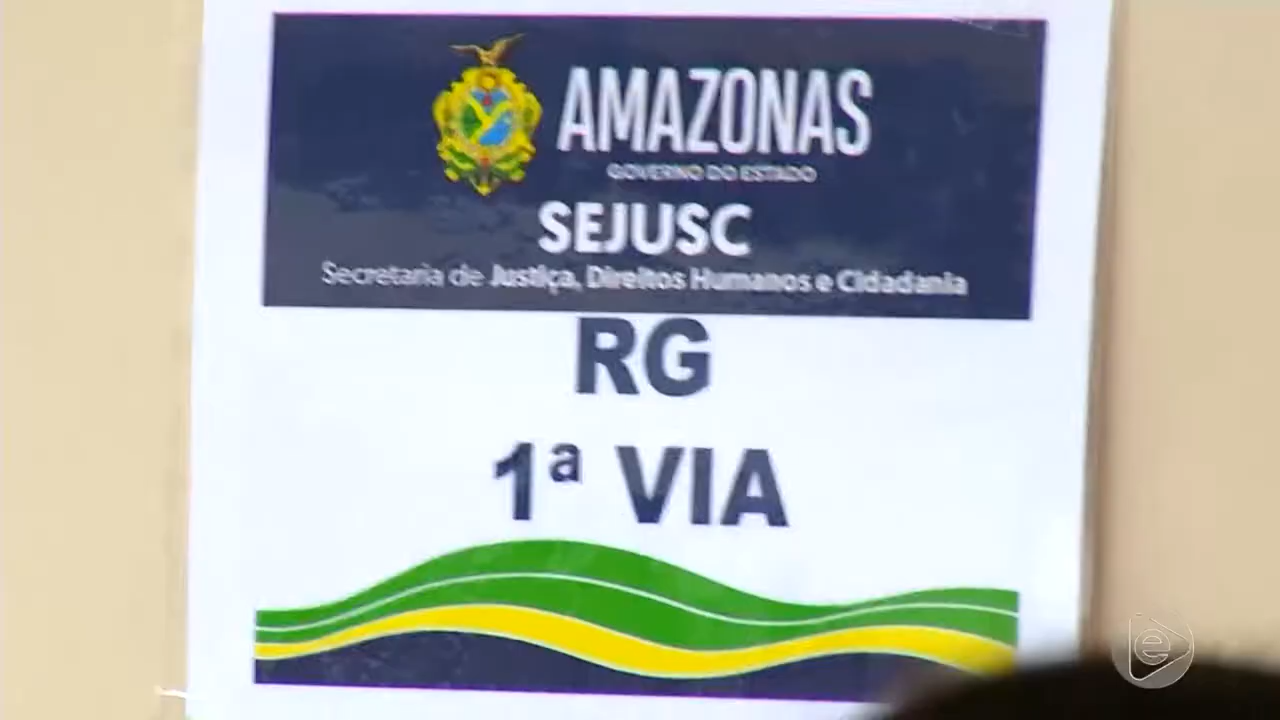 AMAZONAS
GOVERNO DO ESTADO
SEJUSC
Secretaria de Justiça, Direitos Humanos e Cidadania
RG
1ª VIA
e